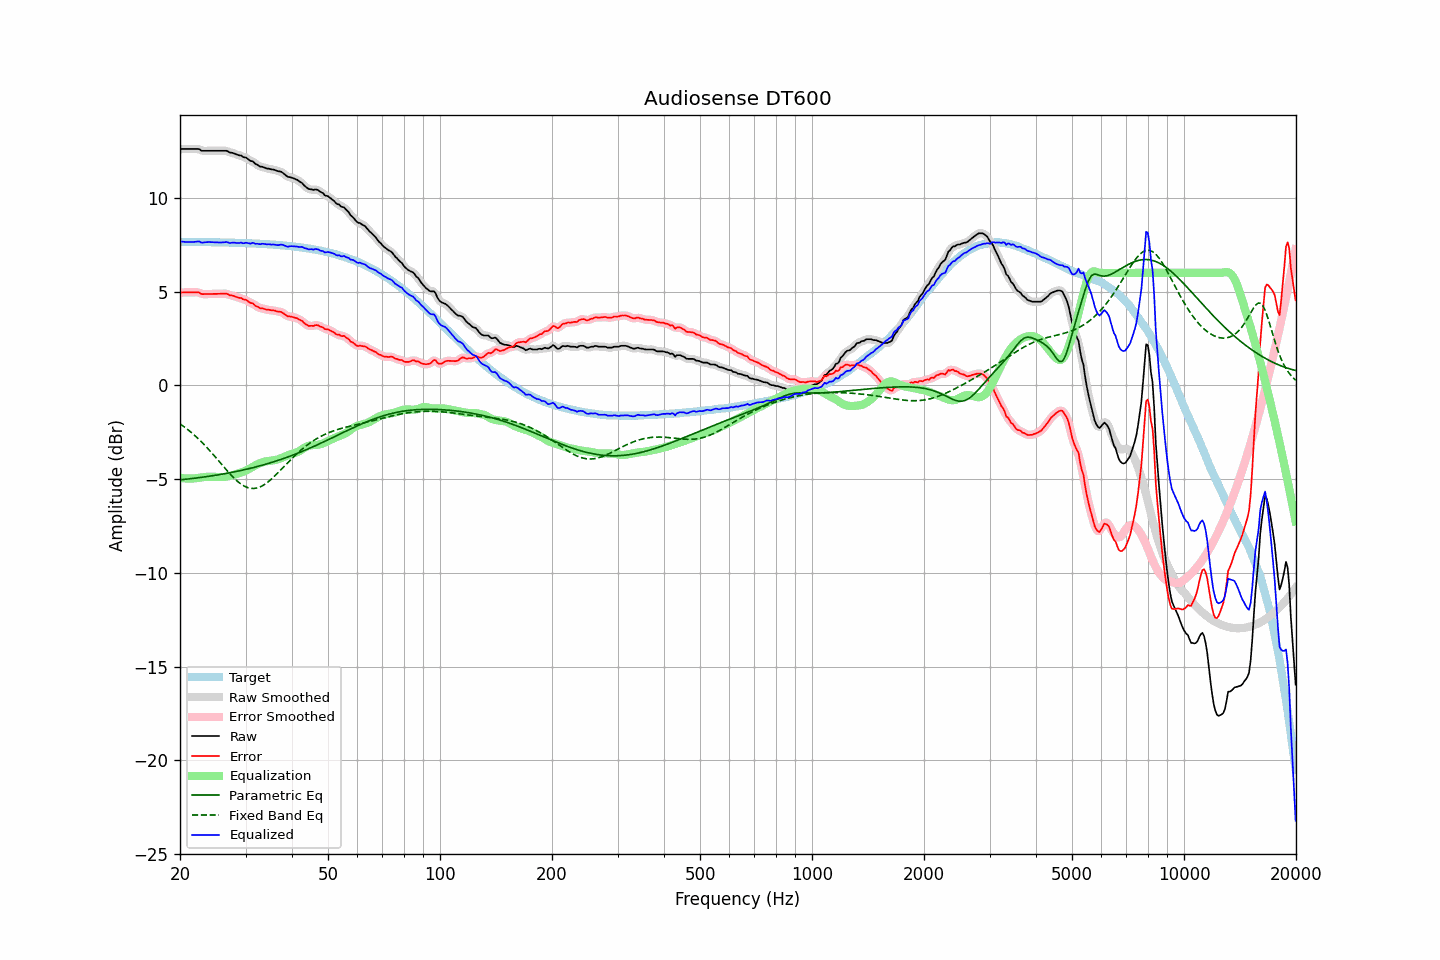 Audiosense DT600
Amplitude (dBr)
10
5
0
−5
−10
−15
−20
−25
Target
Raw Smoothed
Error Smoothed
Raw
Error
Equalization
Parametric Eq
Fixed Band Eq
Equalized
20 50 100 200 500 1000 2000 5000 10000 20000
Frequency (Hz)